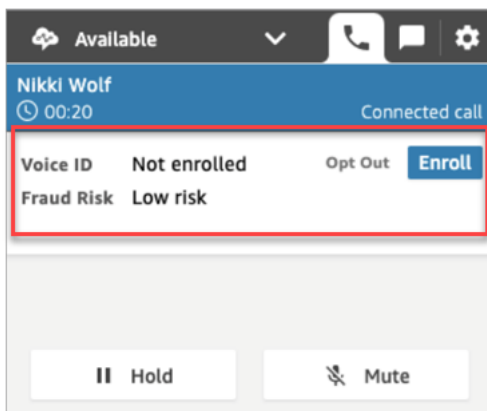 Available
Nikki Wolf
00:20 Connected call
Voice ID Not enrolled Opt Out Enroll
Fraud Risk Low risk
Hold Mute